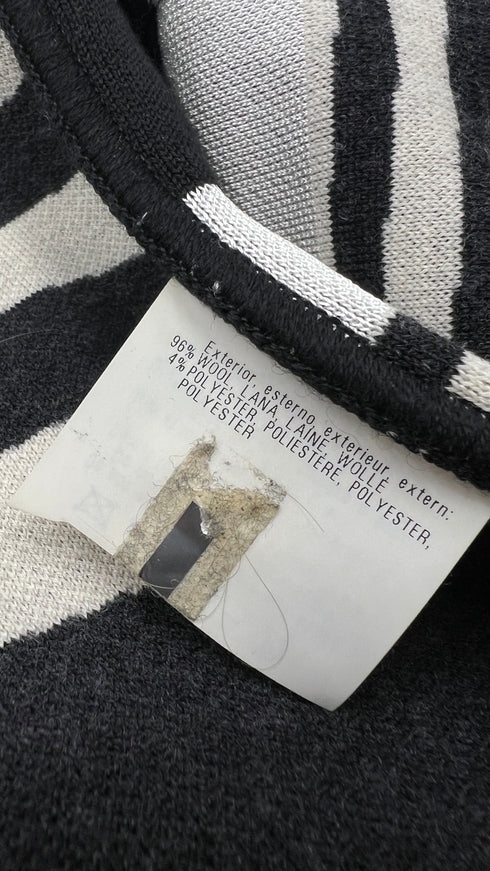 Exterior, esterno, exterieur, extern:
96% WOOL, LANA, LAINE, WOLLE
4% POLYESTER, POLIESTERE, POLYESTER,
POLYESTER